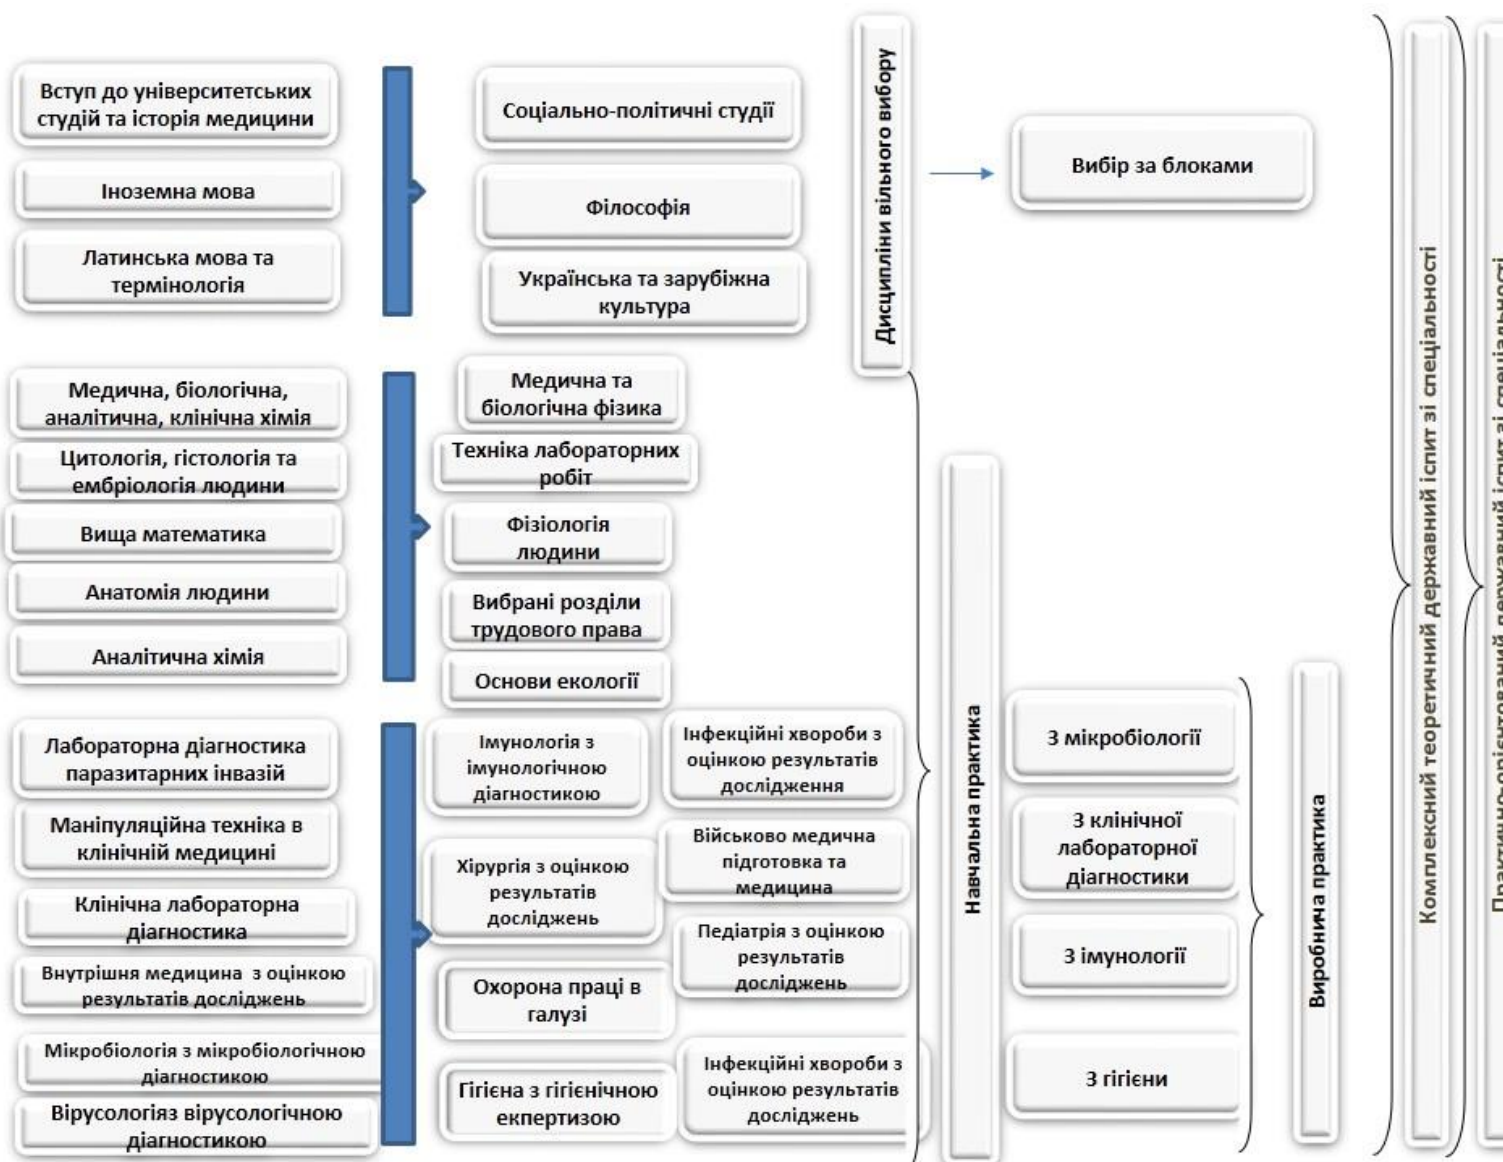 Вступ до університетських
студій та історія медицини
Іноземна мова
Латинська мова та
термінологія
Соціально-політичні студії
Філософія
Українська та зарубіжна
культура
Дисципліни вільного вибору
Вибір за блоками
Медична, біологічна,
аналітична, клінічна хімія
Цитологія, гістологія та
ембріологія людини
Вища математика
Анатомія людини
Аналітична хімія
Медична та
біологічна фізика
Техніка лабораторних
робіт
Фізіологія
людини
Вибрані розділи
трудового права
Основи екології
Лабораторна діагностика
паразитарних інвазій
Маніпуляційна техніка в
клінічній медицині
Клінічна лабораторна
діагностика
Внутрішня медицина з оцінкою
результатів досліджень
Мікробіологія з мікробіологічною
діагностикою
Вірусологіяз вірусологічною
діагностикою
Імунологія з
імунологічною
діагностикою
Хірургія з оцінкою
результатів
досліджень
Охорона праці в
галузі
Гігієна з гігієнічною
експертизою
Інфекційні хвороби з
оцінкою результатів
дослідження
Військово медична
підготовка та
медицина
Педіатрія з оцінкою
результатів
досліджень
Інфекційні хвороби з
оцінкою результатів
досліджень
Навчальна практика
З мікробіології
З клінічної
лабораторної
діагностики
З імунології
З гігієни
Виробнича практика
Комплексний теоретичний державний іспит зі спеціальності
Практично-орієнтований державний іспит зі спеціальності